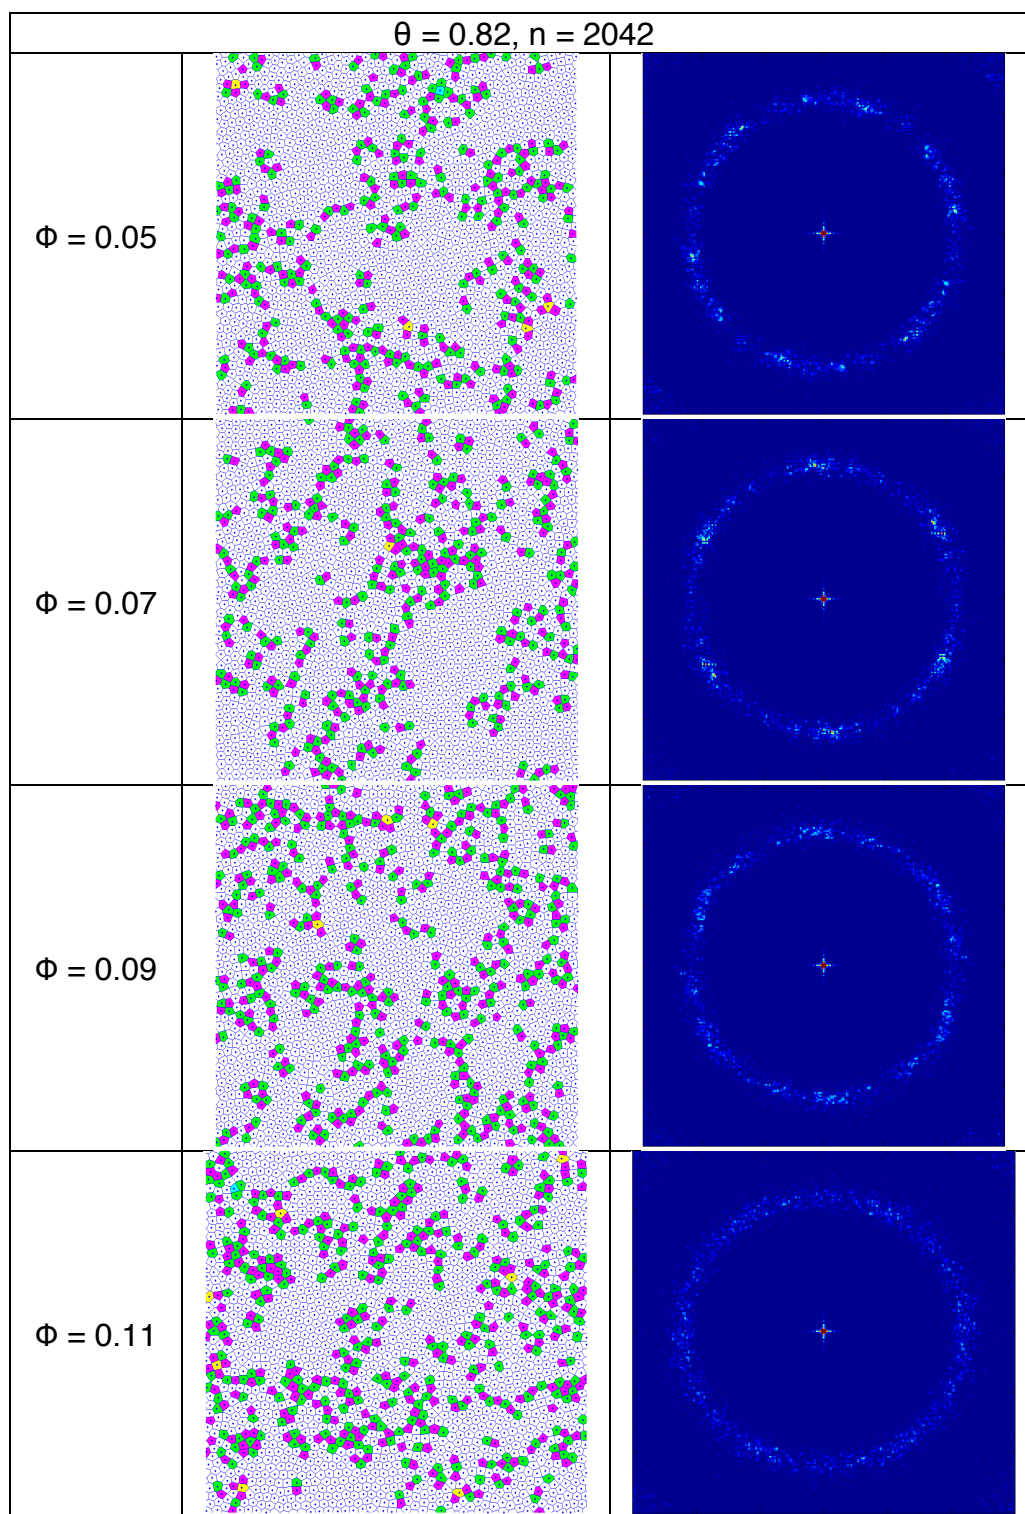 θ = 0.82, n = 2042
Φ = 0.05
Φ = 0.07
Φ = 0.09
Φ = 0.11